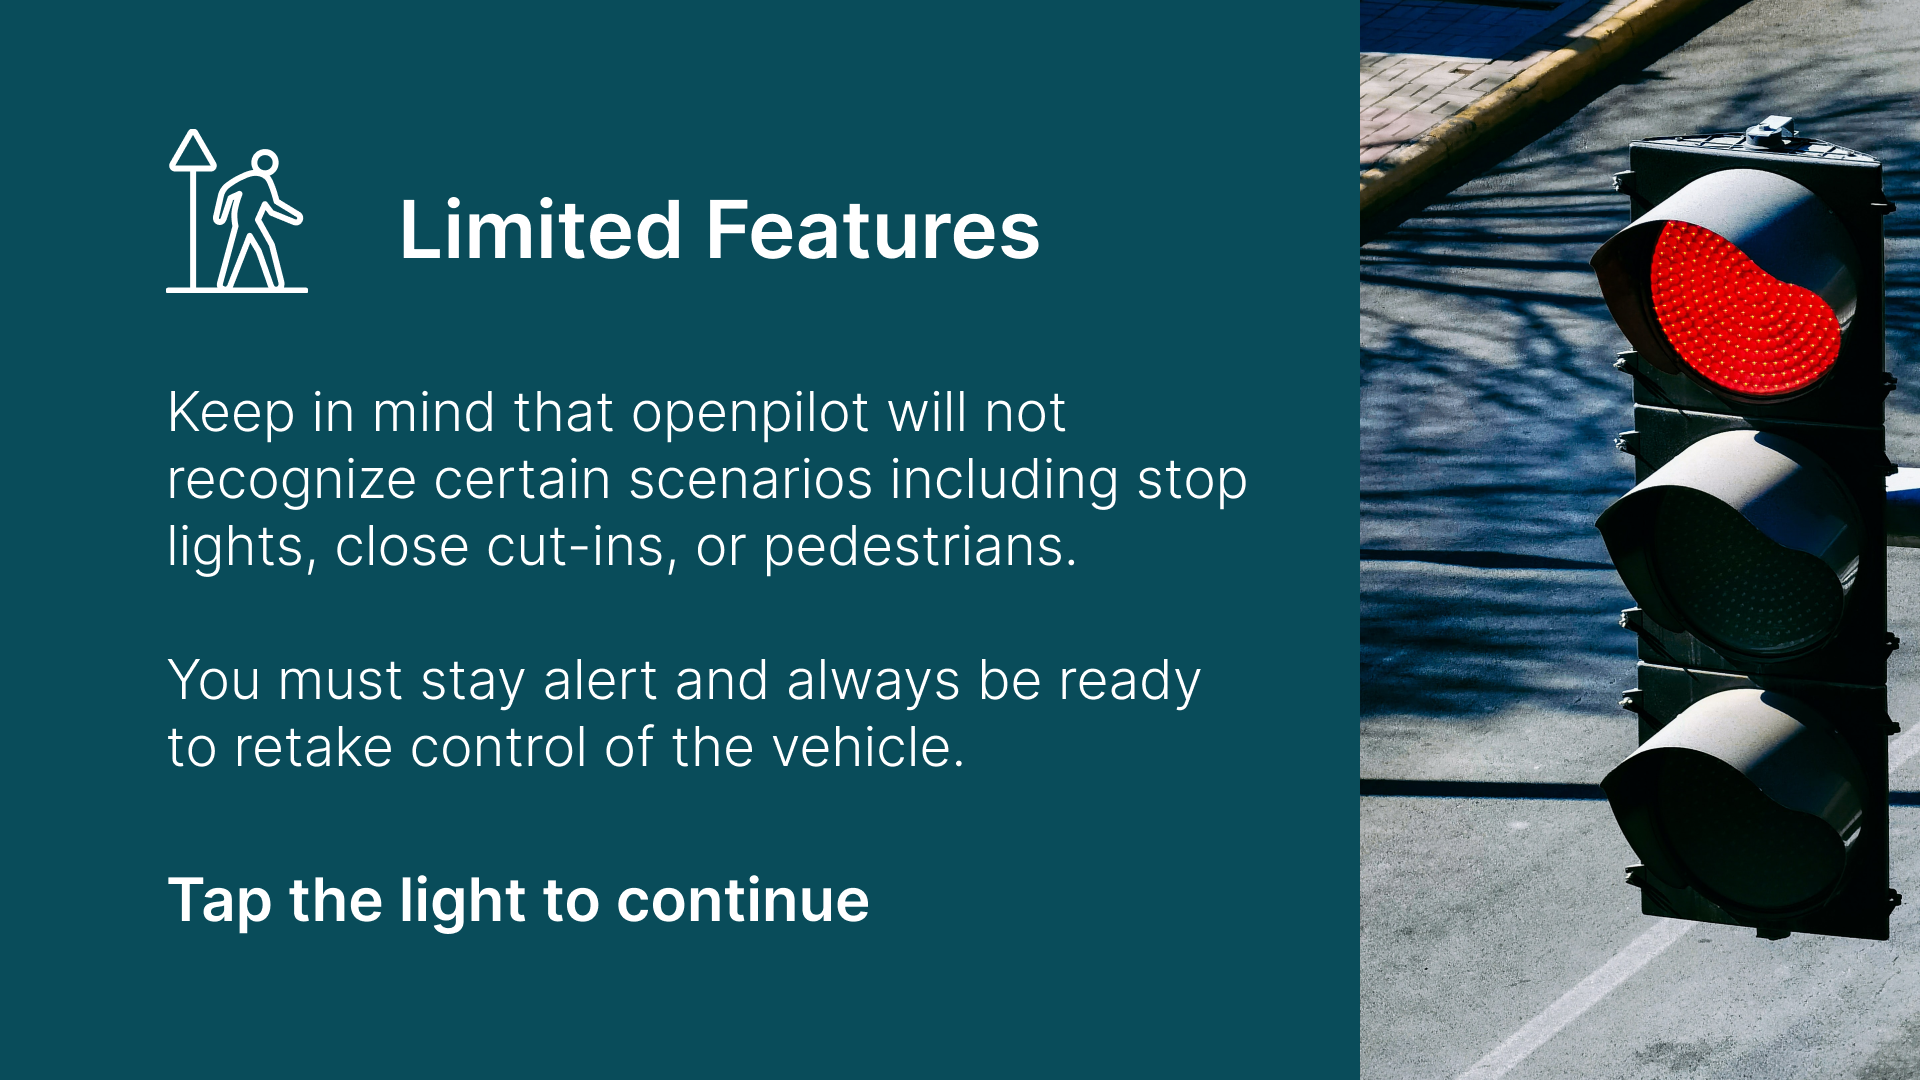 Limited Features
Keep in mind that openpilot will not
recognize certain scenarios including stop
lights, close cut-ins, or pedestrians.
You must stay alert and always be ready
to retake control of the vehicle.
Tap the light to continue